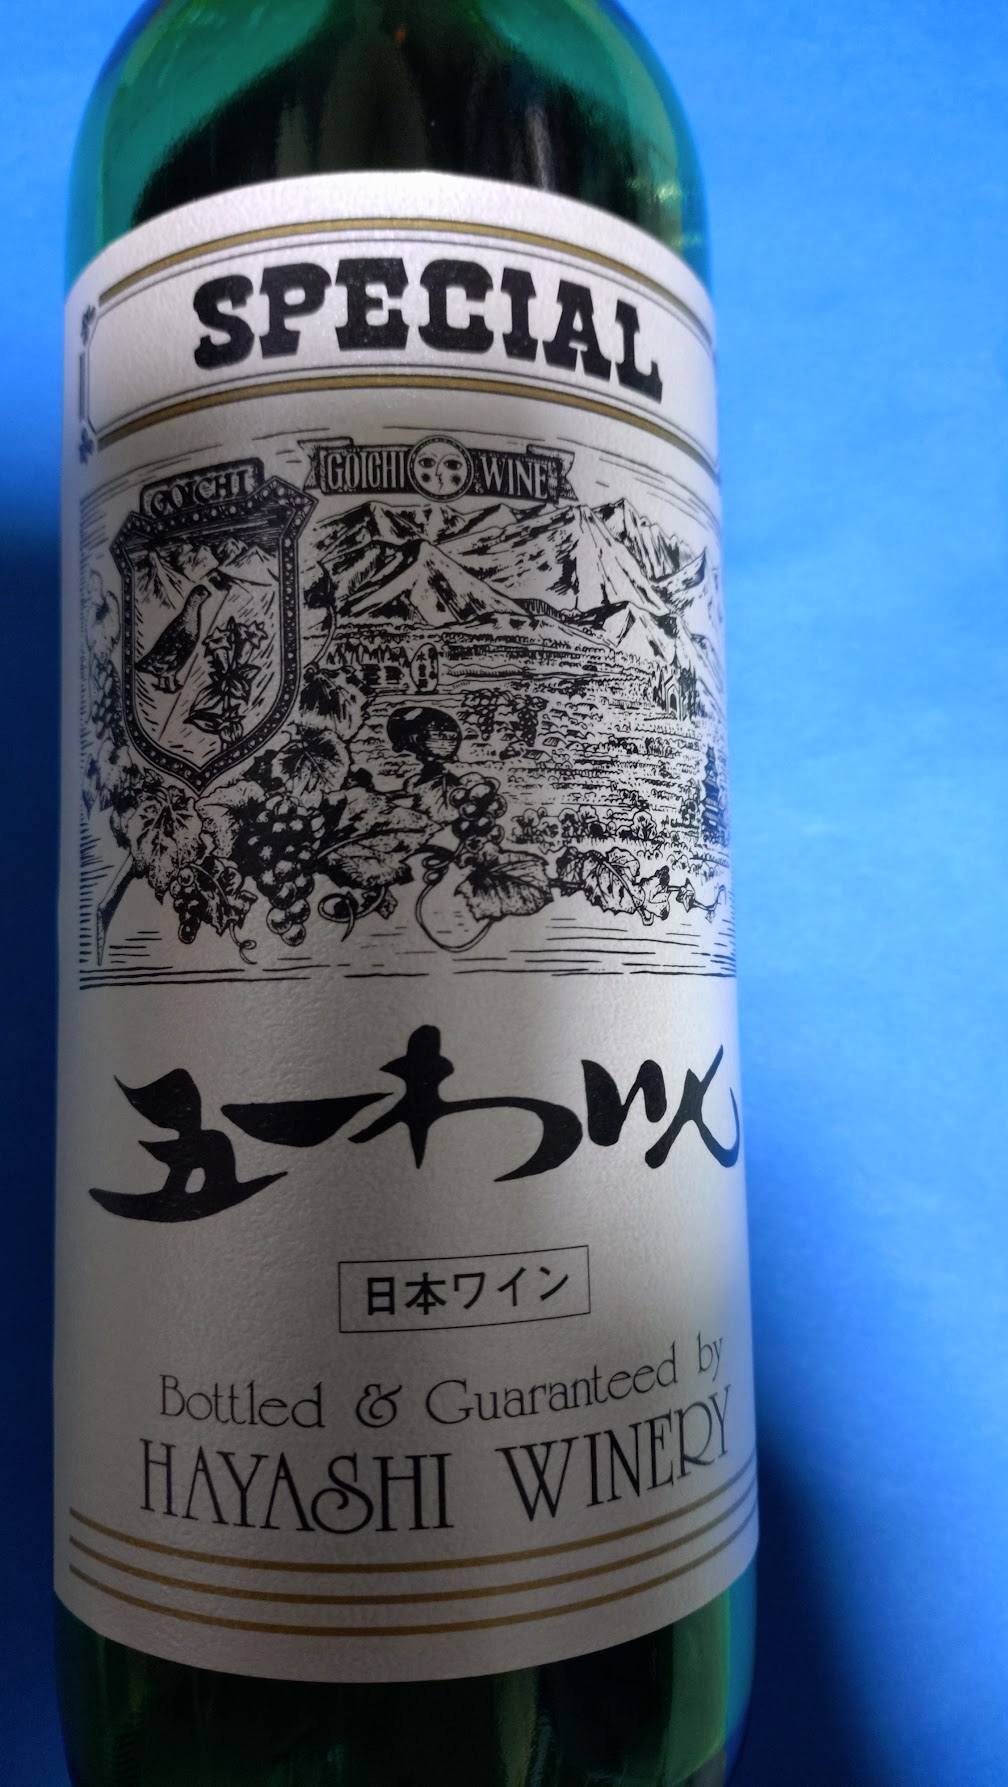 SPECIAL
GOICHI WINE
GOICHI
五一わいん
日本ワイン
Bottled & Guaranteed by
HAYASHI WINERY